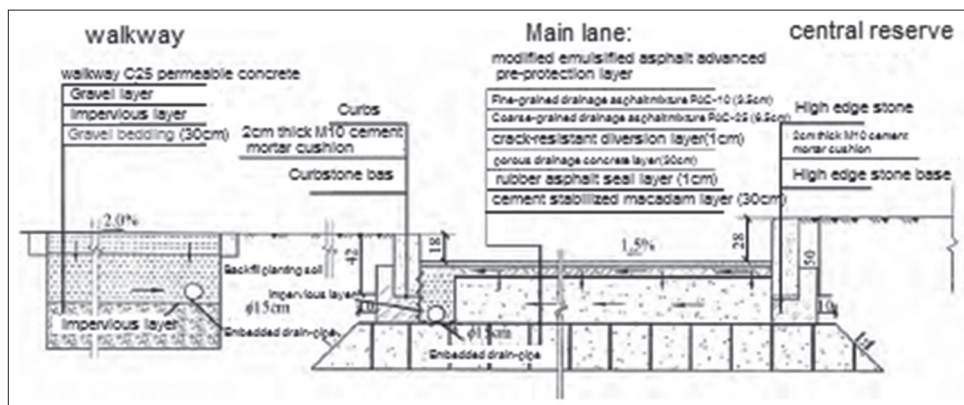 walkway
Main lane:
central reserve
walkway C25 permeable concrete
Gravel layer
Impervious layer
Gravel bedding (30cm)
Curbs
2cm thick M10 cement
mortar cushion
Curbstone bas
modified emulsified asphalt advanced
pre-protection layer
Fine-grained drainage asphalt mixture
Coarse-grained drainage asphalt mixture
crack-resistant diversion layer(1cm)
porous drainage concrete layer
rubber asphalt seal layer (1cm)
cement stabilized macadam layer (30cm)
High edge stone
2cm thick M10 cement
mortar cushion
High edge stone base
2.0%
1.5%
18
28
42
50
Backfill planting soil
Impervious layer
ϕ15cm
10
10
Impervious layer
Embedded drain-pipe
Embedded drain-pipe